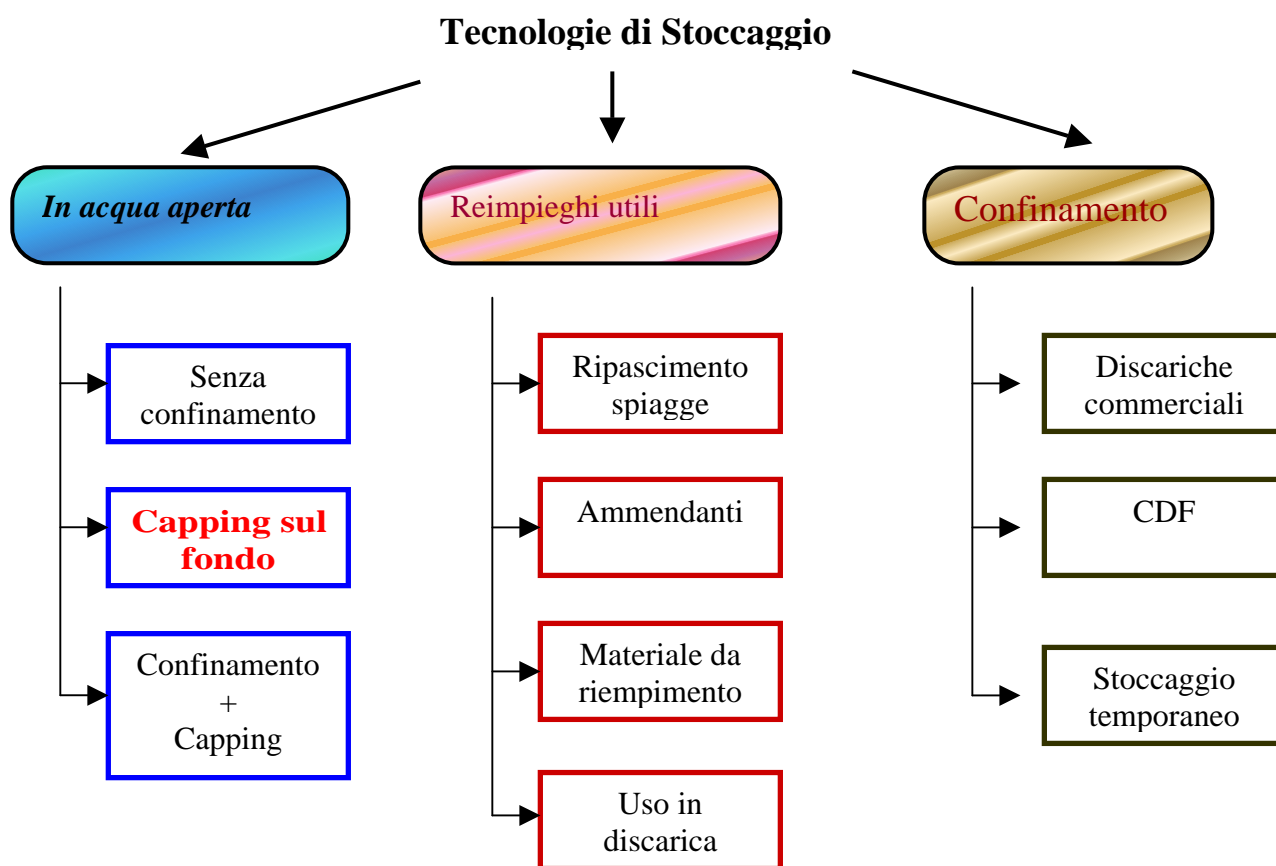 Tecnologie di Stoccaggio
In acqua aperta
Senza
confinamento
Capping sul
fondo
Confinamento
+
Capping
Reimpieghi utili
Ripascimento
spiagge
Ammendanti
Materiale da
riempimento
Uso in
discarica
Confinamento
Discariche
commerciali
CDF
Stoccaggio
temporaneo